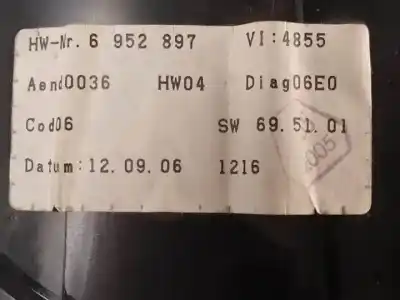 HW-Nr. 6 952 897 VI:4855
Aend0036 HW04 Diag06E0
Cod06 SW 69.51.01
Datum:12.09.06 1216
2005